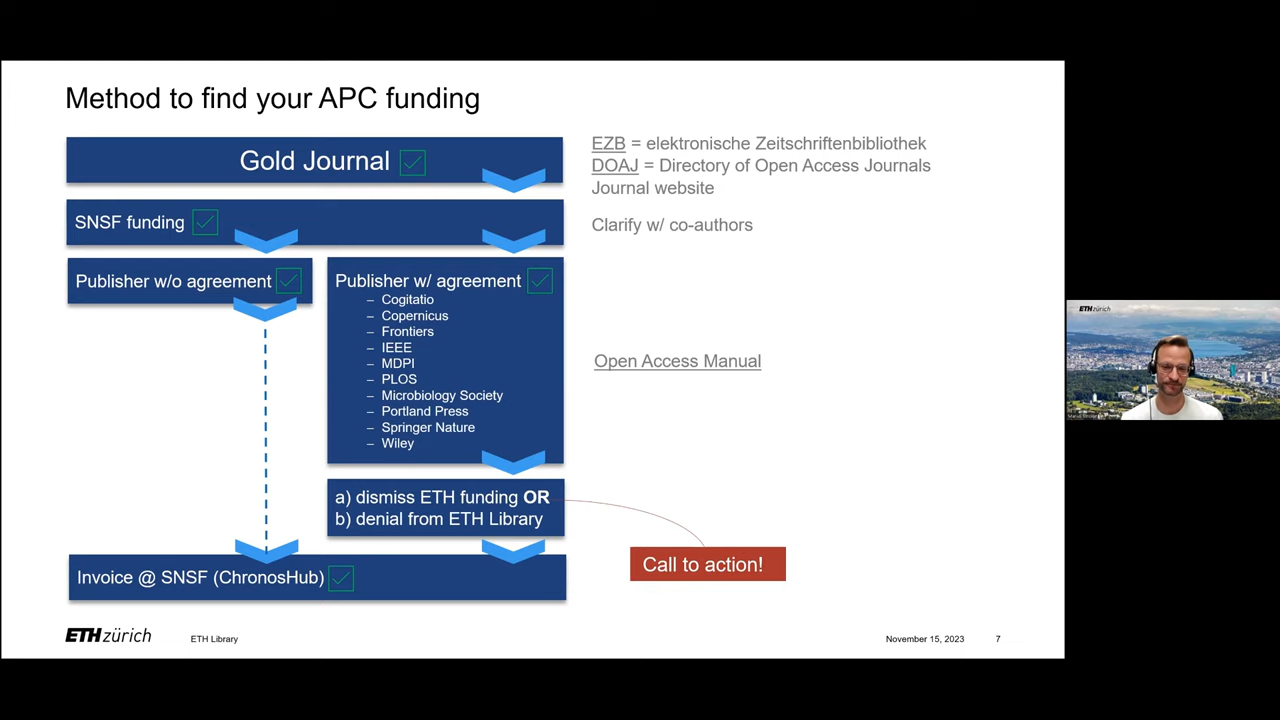 Method to find your APC funding
Gold Journal
EZB = elektronische Zeitschriftenbibliothek
DOAJ = Directory of Open Access Journals
Journal website
SNSF funding
Clarify w/ co-authors
Publisher w/o agreement
Publisher w/ agreement
– Cogitatio
– Copernicus
– Frontiers
– IEEE
– MDPI
– PLOS
– Microbiology Society
– Portland Press
– Springer Nature
– Wiley
Open Access Manual
a) dismiss ETH funding OR
b) denial from ETH Library
Call to action!
Invoice @ SNSF (ChronosHub)
ETH zürich
ETH Library
November 15, 2023
7
ETH zürich